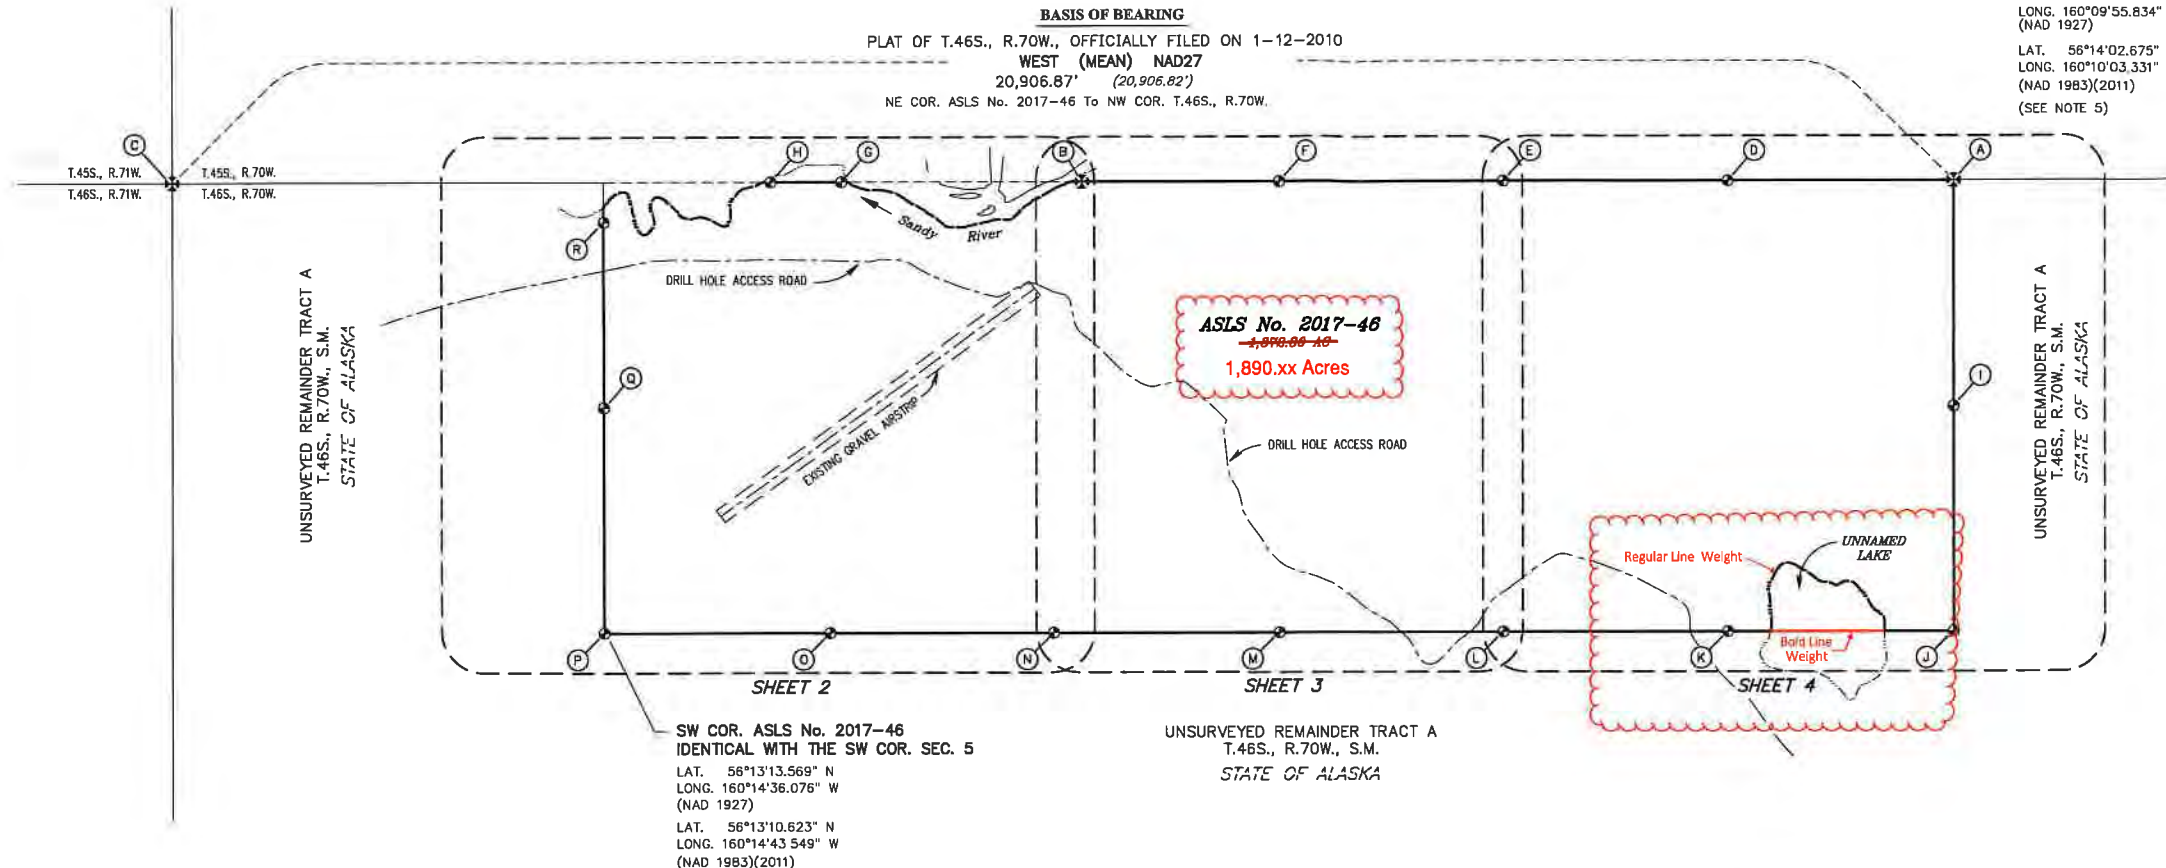 BASIS OF BEARING
PLAT OF T.46S., R.70W., OFFICIALLY FILED ON 1-12-2010
WEST (MEAN) NAD27
20,906.87' (20,906.82')
NE COR. ASLS No. 2017-46 To NW COR. T.46S., R.70W.
LONG. 160°09'55.834"
(NAD 1927)
LAT. 56°14'02.675"
LONG. 160°10'03.331"
(NAD 1983)(2011)
(SEE NOTE 5)
C
H
G
B
F
E
D
A
T.45S., R.71W.
T.45S., R.70W.
T.46S., R.71W.
T.46S., R.70W.
R
Sandy River
DRILL HOLE ACCESS ROAD
UNSURVEYED REMAINDER TRACT A
T.46S., R.70W., S.M.
STATE OF ALASKA
ASLS No. 2017-46
1,890.xx Acres
UNSURVEYED REMAINDER TRACT A
T.46S., R.70W., S.M.
STATE OF ALASKA
Q
I
EXISTING GRAVEL AIRSTRIP
DRILL HOLE ACCESS ROAD
UNNAMED
LAKE
Regular Line Weight
Bold Line
Weight
P
O
N
M
L
K
J
SHEET 2
SHEET 3
SHEET 4
SW COR. ASLS No. 2017-46
IDENTICAL WITH THE SW COR. SEC. 5
LAT. 56°13'13.569" N
LONG. 160°14'36.076" W
(NAD 1927)
LAT. 56°13'10.623" N
LONG. 160°14'43 549" W
(NAD 1983)(2011)
UNSURVEYED REMAINDER TRACT A
T.46S., R.70W., S.M.
STATE OF ALASKA